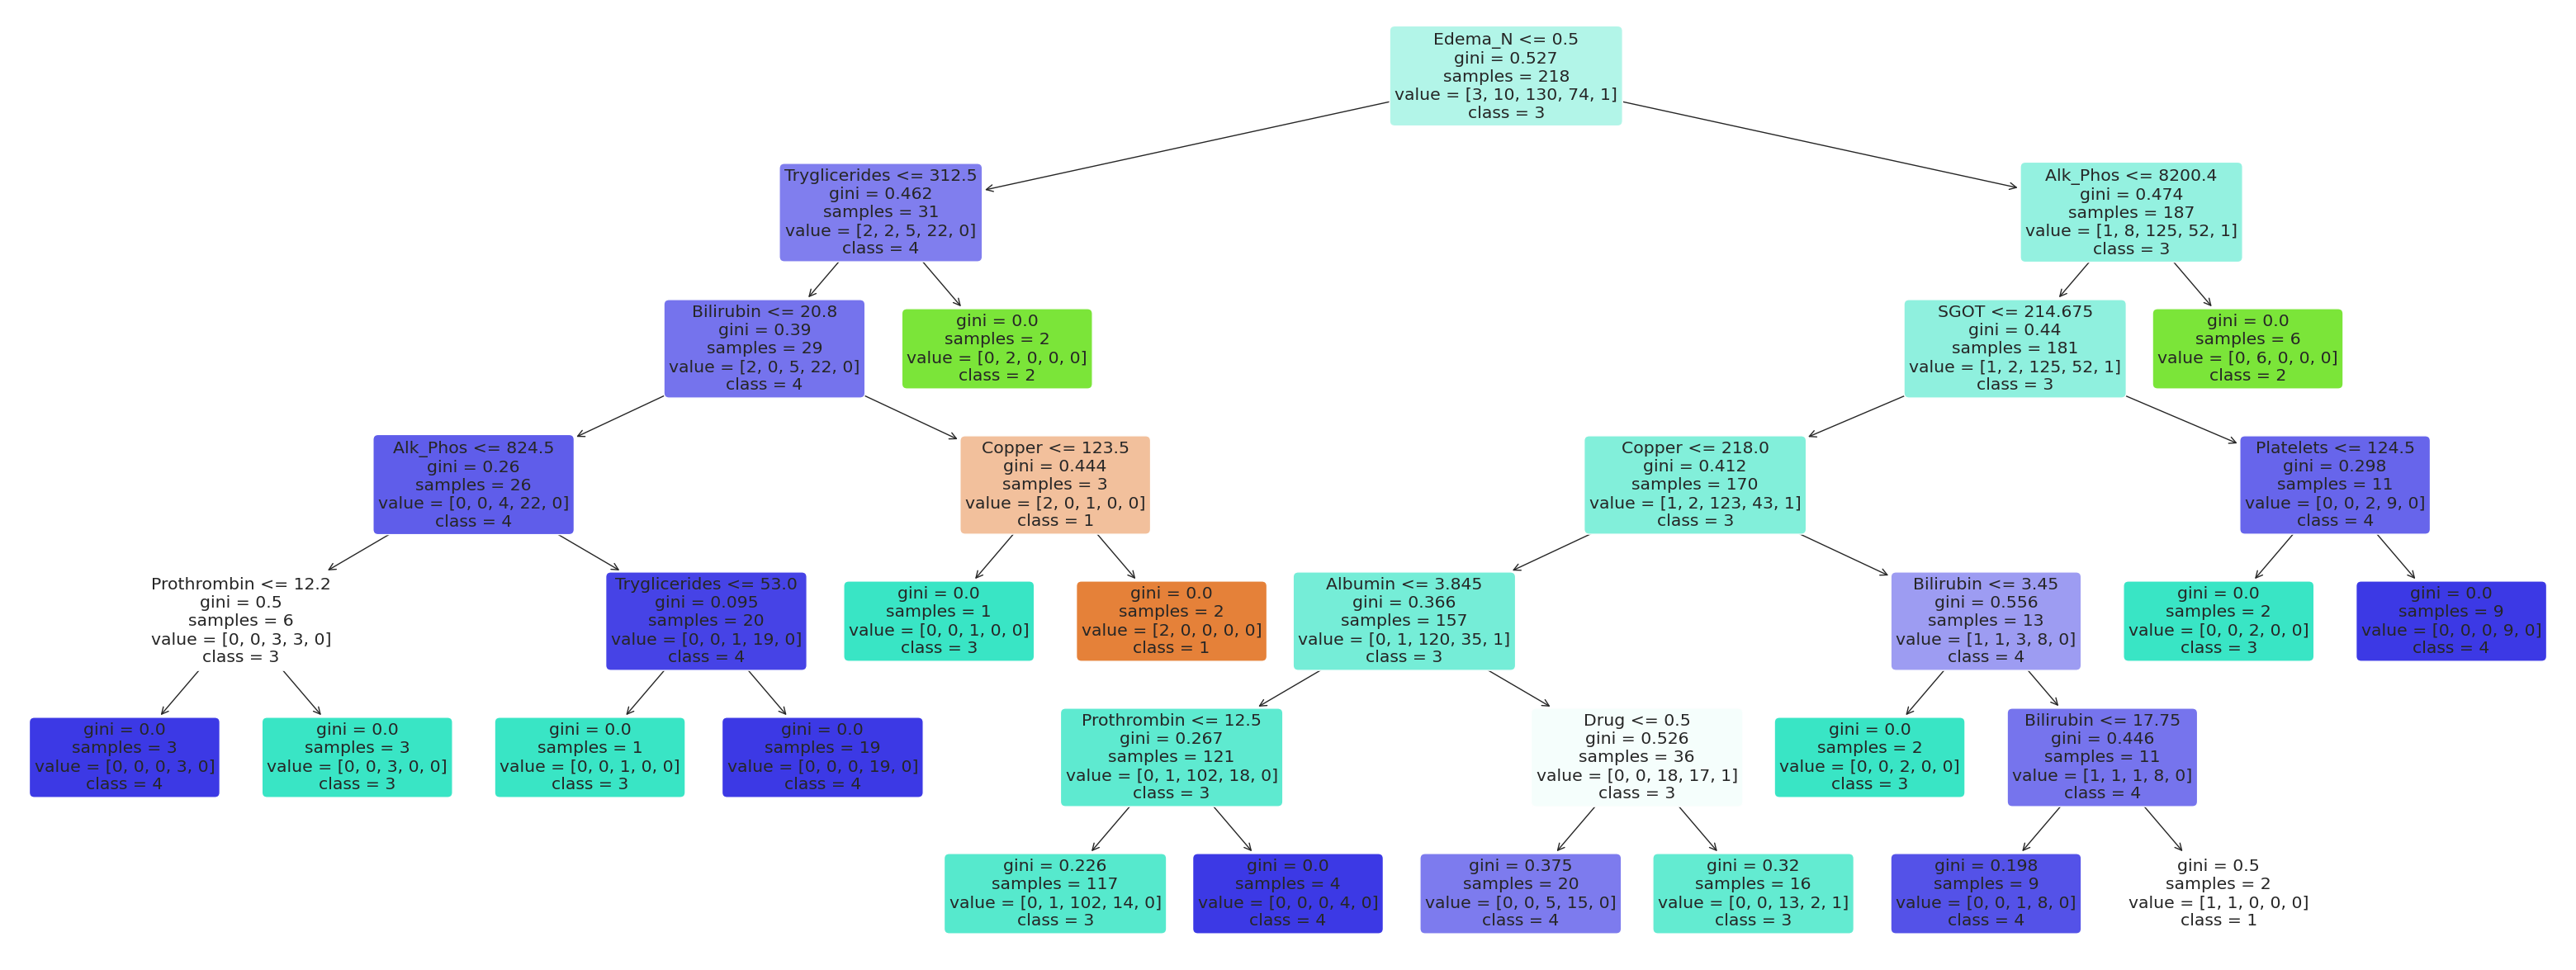 Edema_N <= 0.5
gini = 0.527
samples = 218
value = [3, 10, 130, 74, 1]
class = 3
Tryglicerides <= 312.5
gini = 0.462
samples = 31
value = [2, 2, 5, 22, 0]
class = 4
Alk_Phos <= 8200.4
gini = 0.474
samples = 187
value = [1, 8, 125, 52, 1]
class = 3
Bilirubin <= 20.8
gini = 0.39
samples = 29
value = [2, 0, 5, 22, 0]
class = 4
gini = 0.0
samples = 2
value = [0, 2, 0, 0, 0]
class = 2
SGOT <= 214.675
gini = 0.44
samples = 181
value = [1, 2, 125, 52, 1]
class = 3
gini = 0.0
samples = 6
value = [0, 6, 0, 0, 0]
class = 2
Alk_Phos <= 824.5
gini = 0.26
samples = 26
value = [0, 0, 4, 22, 0]
class = 4
Copper <= 123.5
gini = 0.444
samples = 3
value = [2, 0, 1, 0, 0]
class = 1
Copper <= 218.0
gini = 0.412
samples = 170
value = [1, 2, 123, 43, 1]
class = 3
Platelets <= 124.5
gini = 0.298
samples = 11
value = [0, 0, 2, 9, 0]
class = 4
Prothrombin <= 12.2
gini = 0.5
samples = 6
value = [0, 0, 3, 3, 0]
class = 3
Tryglicerides <= 53.0
gini = 0.095
samples = 20
value = [0, 0, 1, 19, 0]
class = 4
gini = 0.0
samples = 1
value = [0, 0, 1, 0, 0]
class = 3
gini = 0.0
samples = 2
value = [2, 0, 0, 0, 0]
class = 1
Albumin <= 3.845
gini = 0.366
samples = 157
value = [0, 1, 120, 35, 1]
class = 3
Bilirubin <= 3.45
gini = 0.556
samples = 13
value = [1, 1, 3, 8, 0]
class = 4
gini = 0.0
samples = 2
value = [0, 0, 2, 0, 0]
class = 3
gini = 0.0
samples = 9
value = [0, 0, 0, 9, 0]
class = 4
gini = 0.0
samples = 3
value = [0, 0, 0, 3, 0]
class = 4
gini = 0.0
samples = 3
value = [0, 0, 3, 0, 0]
class = 3
gini = 0.0
samples = 1
value = [0, 0, 1, 0, 0]
class = 3
gini = 0.0
samples = 19
value = [0, 0, 0, 19, 0]
class = 4
Prothrombin <= 12.5
gini = 0.267
samples = 121
value = [0, 1, 102, 18, 0]
class = 3
Drug <= 0.5
gini = 0.526
samples = 36
value = [0, 0, 18, 17, 1]
class = 3
gini = 0.0
samples = 2
value = [0, 0, 2, 0, 0]
class = 3
Bilirubin <= 17.75
gini = 0.446
samples = 11
value = [1, 1, 1, 8, 0]
class = 4
gini = 0.226
samples = 117
value = [0, 1, 102, 14, 0]
class = 3
gini = 0.0
samples = 4
value = [0, 0, 0, 4, 0]
class = 4
gini = 0.375
samples = 20
value = [0, 0, 5, 15, 0]
class = 4
gini = 0.32
samples = 16
value = [0, 0, 13, 2, 1]
class = 3
gini = 0.198
samples = 9
value = [0, 0, 1, 8, 0]
class = 4
gini = 0.5
samples = 2
value = [1, 1, 0, 0, 0]
class = 1